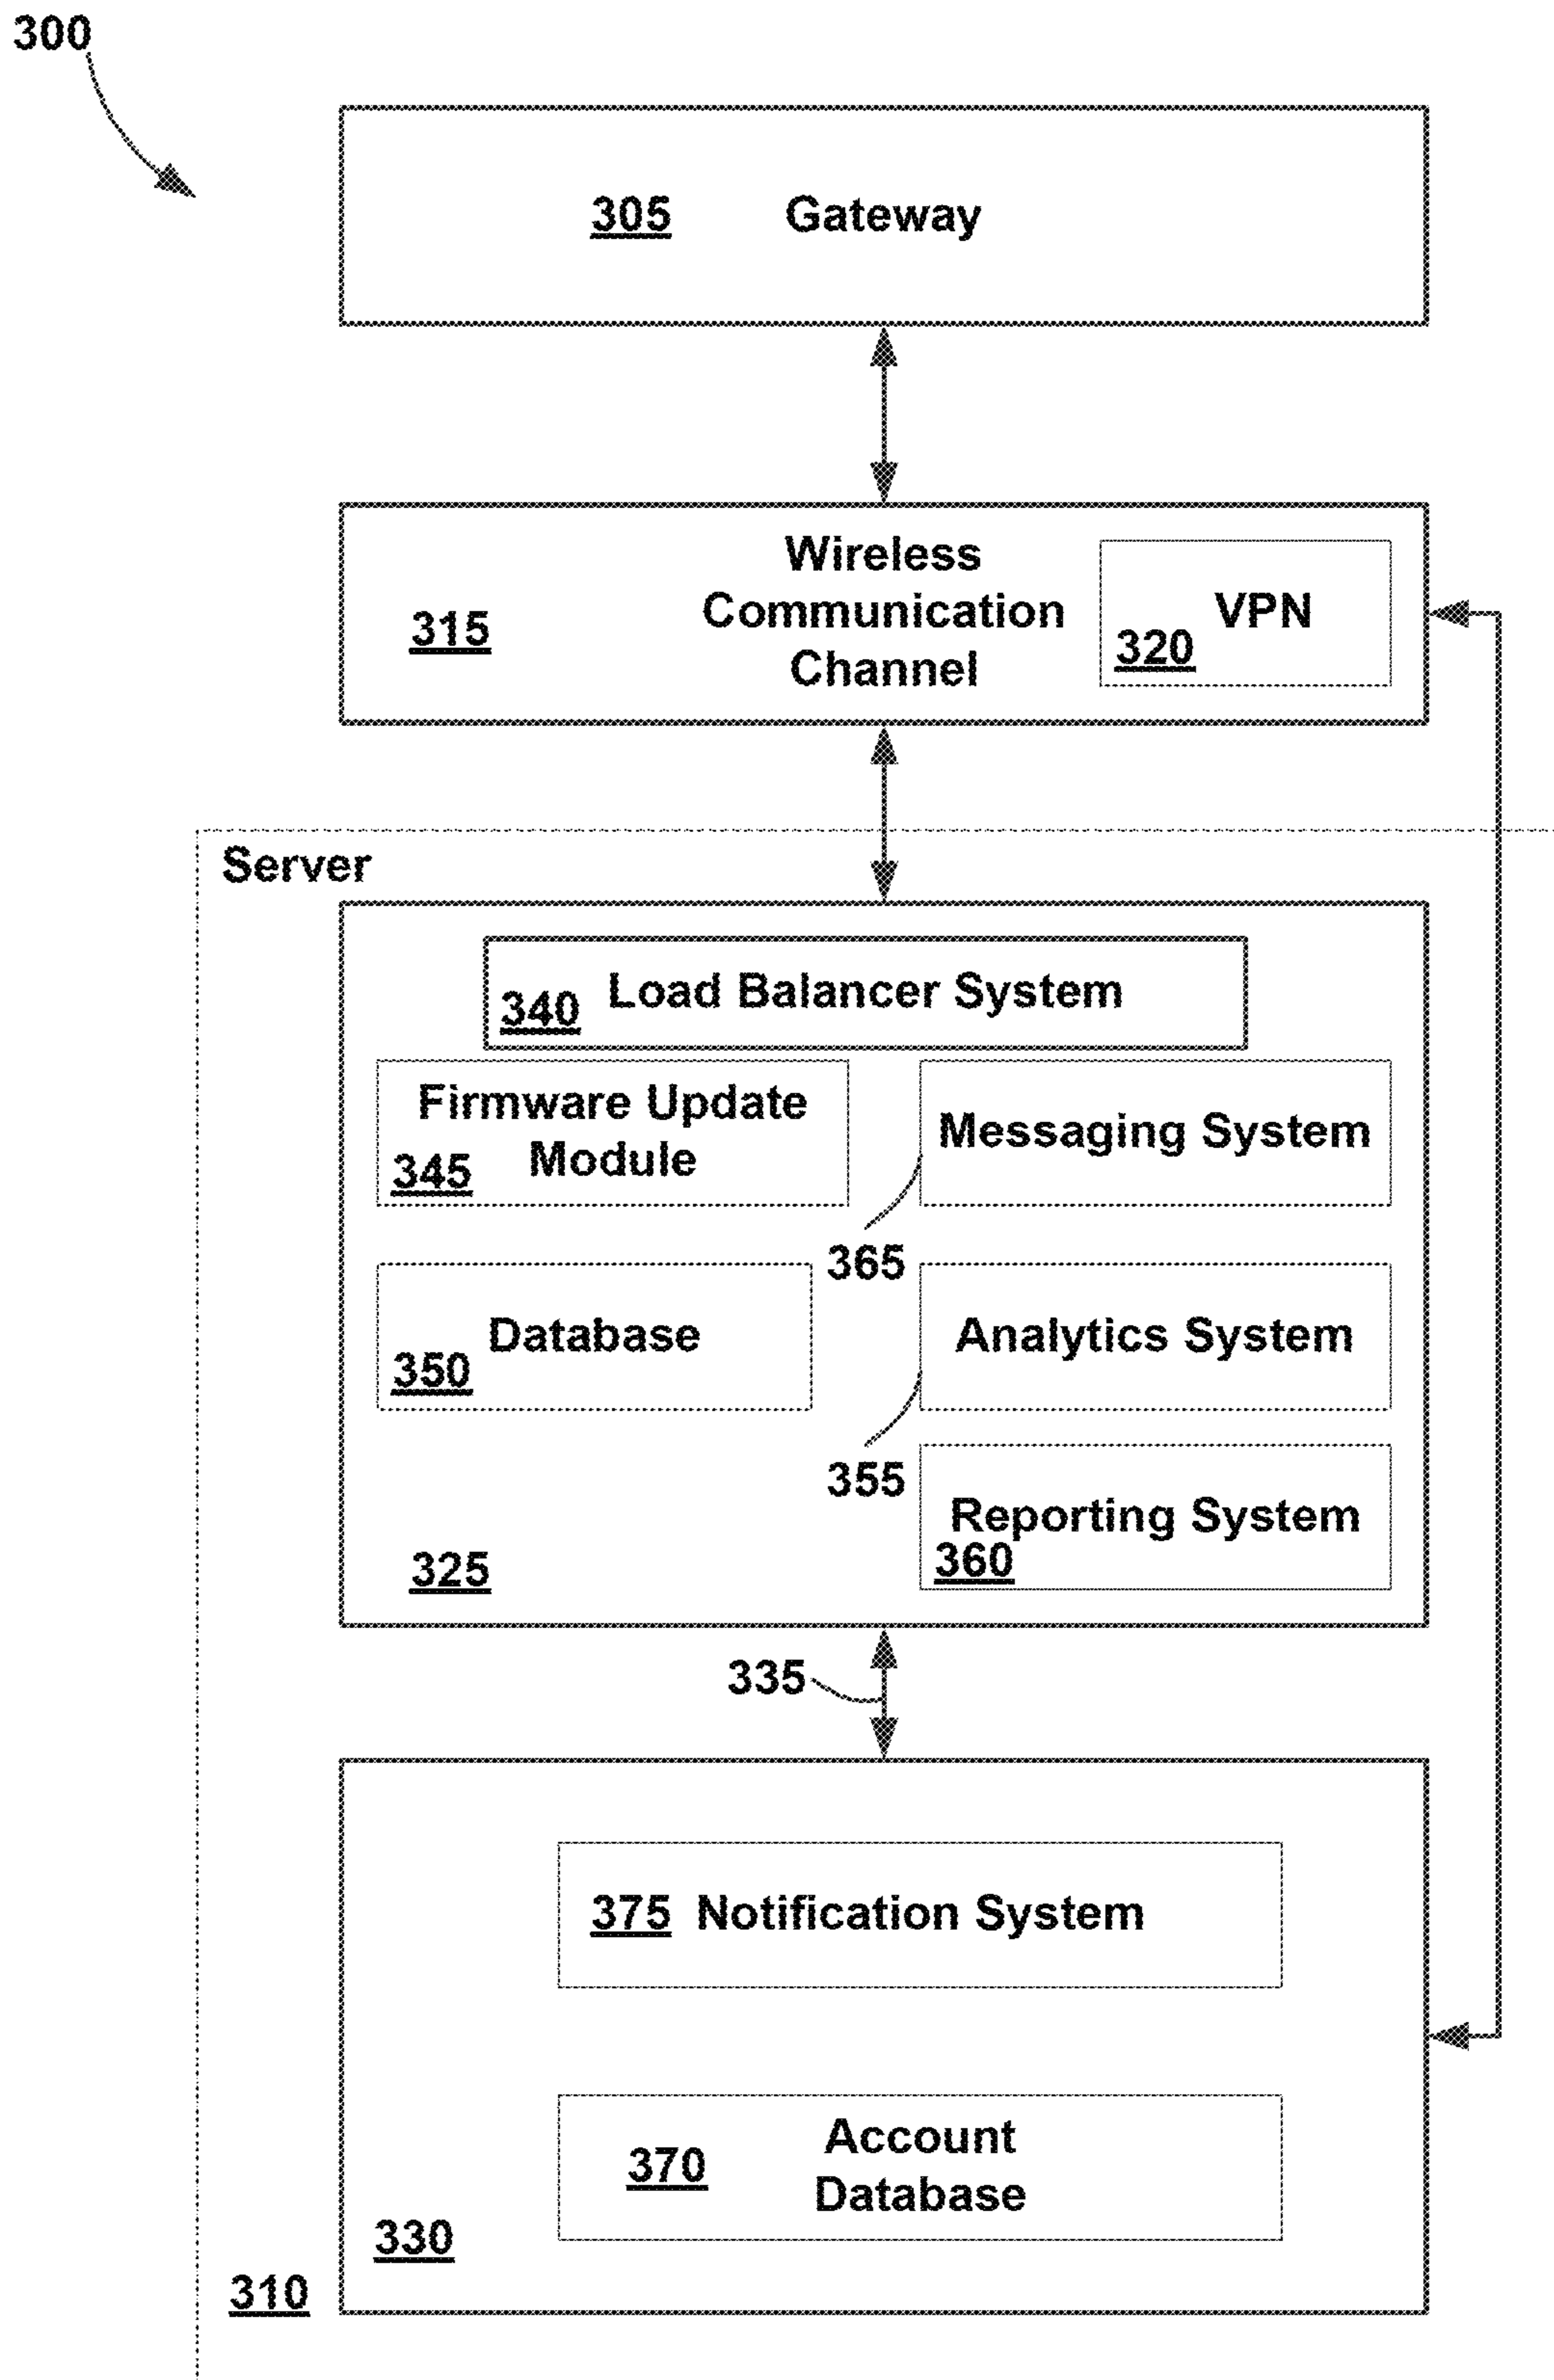 300
305 Gateway
Wireless
Communication
Channel
315
VPN
320
Server
Load Balancer System
340
Firmware Update
Module
345
Messaging System
365
Database
350
Analytics System
355
Reporting System
360
325
335
375 Notification System
Account
Database
370
330
310